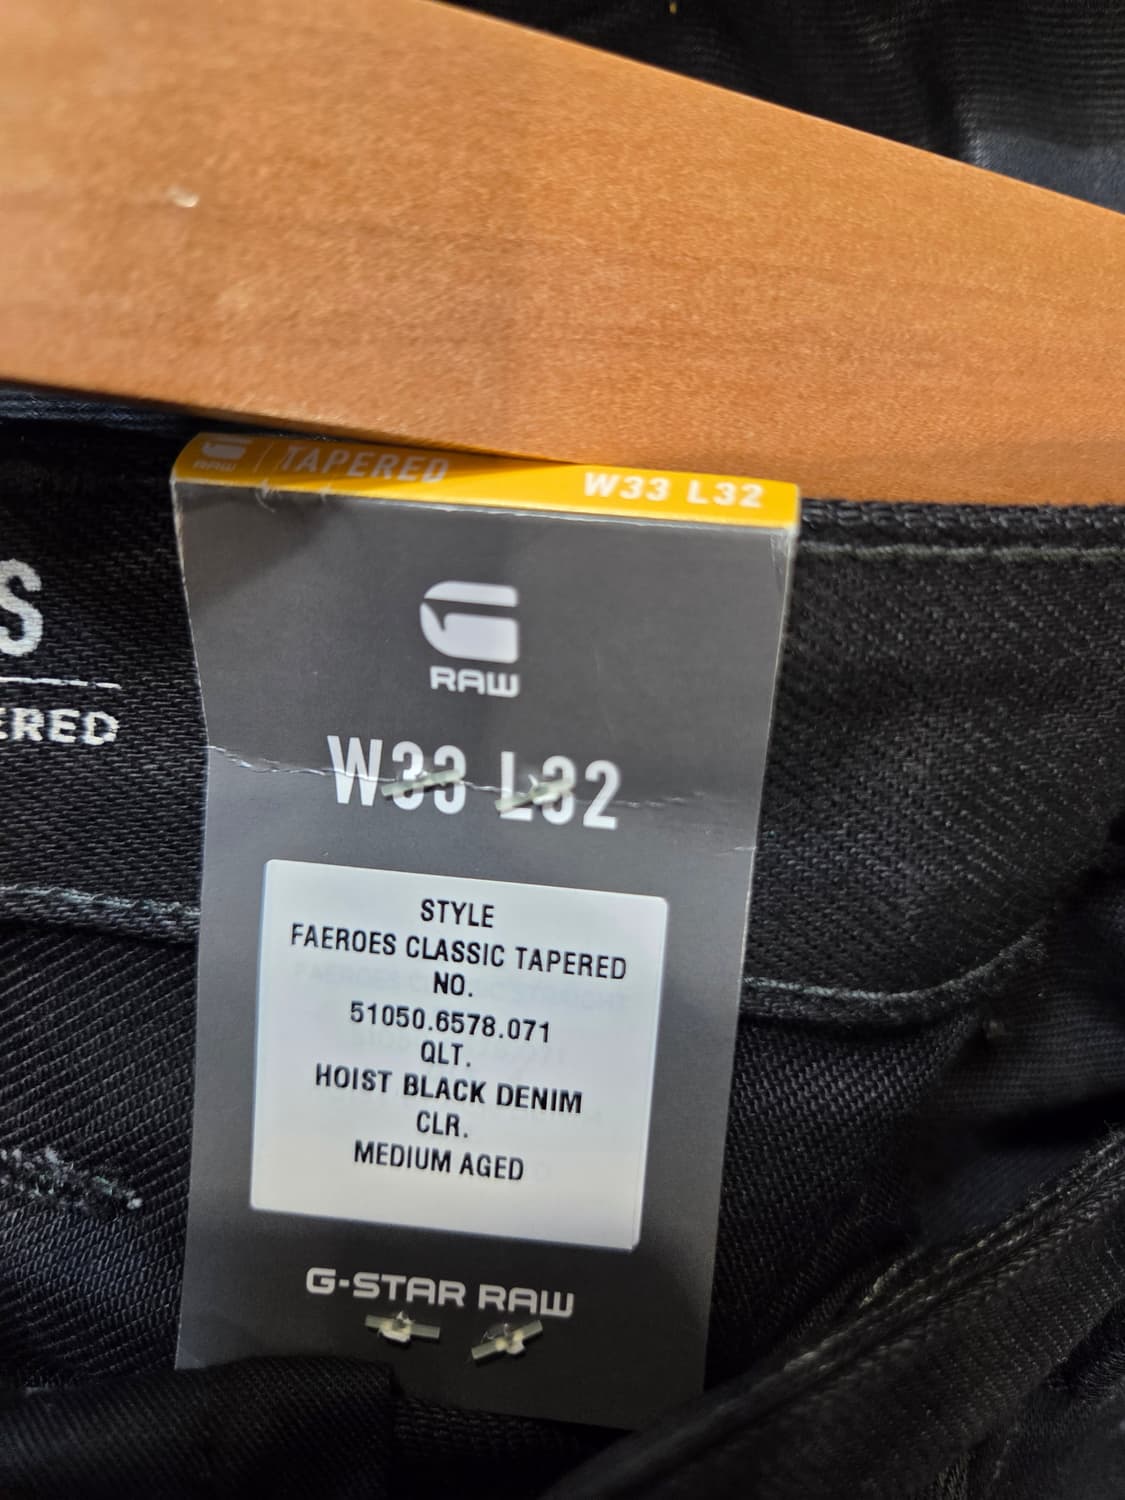 RAW TAPERED W33 L32
S
ERED
RAW
W33 L32
STYLE
FAEROES CLASSIC TAPERED
NO.
51050.6578.071
QLT.
HOIST BLACK DENIM
CLR.
MEDIUM AGED
G-STAR RAW